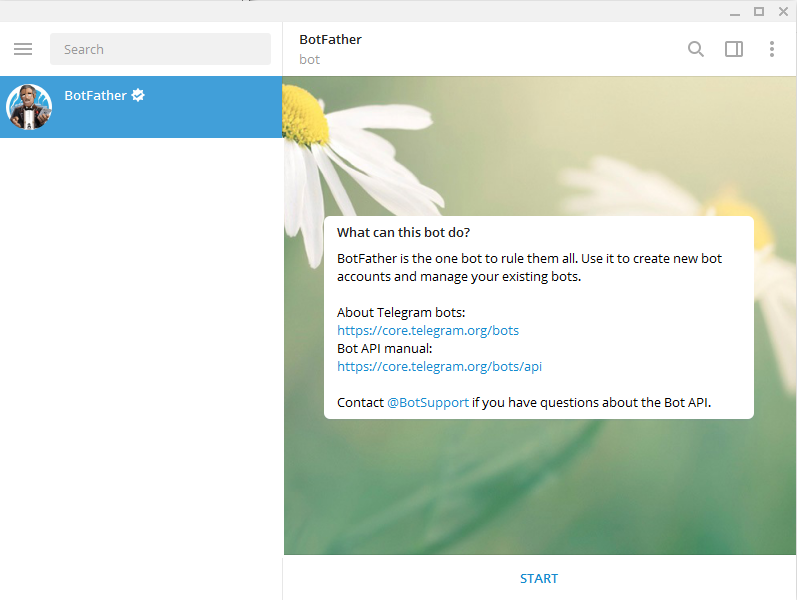 Search
BotFather
BotFather
bot
What can this bot do?
BotFather is the one bot to rule them all. Use it to create new bot
accounts and manage your existing bots.
About Telegram bots:
https://core.telegram.org/bots
Bot API manual:
https://core.telegram.org/bots/api
Contact @BotSupport if you have questions about the Bot API.
START